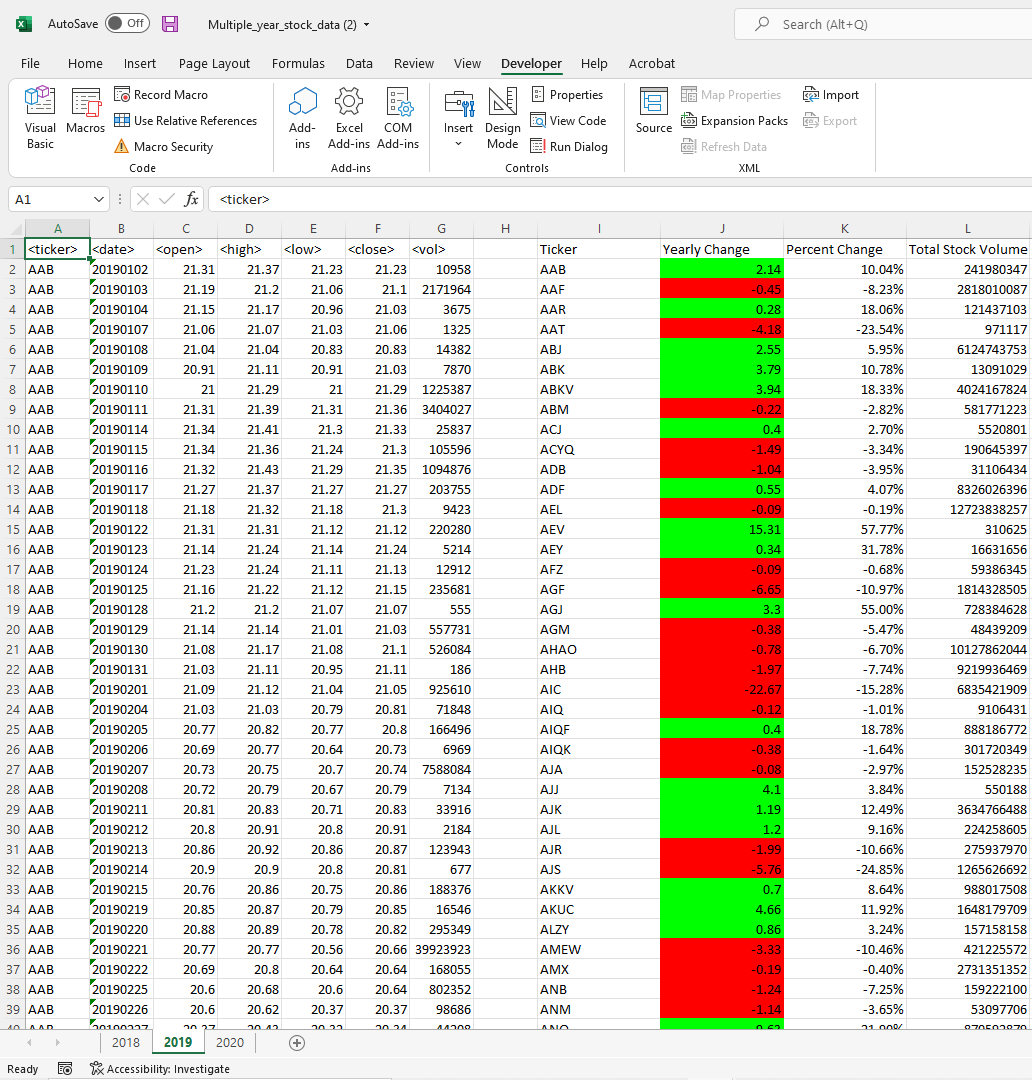 AutoSave Off Multiple_year_stock_data (2) Search (Alt+Q)
File Home Insert Page Layout Formulas Data Review View Developer Help Acrobat
Visual Basic Macros Record Macro Use Relative References Macro Security Code
Add-ins Excel Add-ins COM Add-ins Add-ins
Insert Design Mode Properties View Code Run Dialog Controls
Source Map Properties Expansion Packs Refresh Data Import Export XML
A1 fx <ticker>
A B C D E F G H I J K L
1 <ticker> <date> <open> <high> <low> <close> <vol> Ticker Yearly Change Percent Change Total Stock Volume
2 AAB 20190102 21.31 21.37 21.23 21.23 10958 AAB 2.14 10.04% 241980347
3 AAB 20190103 21.19 21.2 21.06 21.1 2171964 AAF -0.45 -8.23% 2818010087
4 AAB 20190104 21.15 21.17 20.96 21.03 3675 AAR 0.28 18.06% 121437103
5 AAB 20190107 21.06 21.07 21.03 21.06 1325 AAT -4.18 -23.54% 971117
6 AAB 20190108 21.04 21.04 20.83 20.83 14382 ABJ 2.55 5.95% 6124743753
7 AAB 20190109 20.91 21.11 20.91 21.03 7870 ABK 3.79 10.78% 13091029
8 AAB 20190110 21 21.29 21 21.29 1225387 ABKV 3.94 18.33% 4024167824
9 AAB 20190111 21.31 21.39 21.31 21.36 3404027 ABM -0.22 -2.82% 581771223
10 AAB 20190114 21.34 21.41 21.3 21.33 25837 ACJ 0.4 2.70% 5520801
11 AAB 20190115 21.34 21.36 21.24 21.3 105596 ACYQ -1.49 -3.34% 190645397
12 AAB 20190116 21.32 21.43 21.29 21.35 1094876 ADB -1.04 -3.95% 31106434
13 AAB 20190117 21.27 21.37 21.27 21.27 203755 ADF 0.55 4.07% 8326026396
14 AAB 20190118 21.18 21.32 21.18 21.3 9423 AEL -0.09 -0.19% 12723838257
15 AAB 20190122 21.31 21.31 21.12 21.12 220280 AEV 15.31 57.77% 310625
16 AAB 20190123 21.14 21.24 21.14 21.24 5214 AEY 0.34 31.78% 16631656
17 AAB 20190124 21.23 21.24 21.11 21.13 12912 AFZ -0.09 -0.68% 59386345
18 AAB 20190125 21.16 21.22 21.12 21.15 235681 AGF -6.65 -10.97% 1814328505
19 AAB 20190128 21.2 21.2 21.07 21.07 555 AGJ 3.3 55.00% 728384628
20 AAB 20190129 21.14 21.14 21.01 21.03 557731 AGM -0.38 -5.47% 48439209
21 AAB 20190130 21.08 21.17 21.08 21.1 526084 AHAO -0.78 -6.70% 10127862044
22 AAB 20190131 21.03 21.11 20.95 21.11 186 AHB -1.97 -7.74% 9219936469
23 AAB 20190201 21.09 21.12 21.04 21.05 925610 AIC -22.67 -15.28% 6835421909
24 AAB 20190204 21.03 21.03 20.79 20.81 71848 AIQ -0.12 -1.01% 9106431
25 AAB 20190205 20.77 20.82 20.77 20.8 166496 AIQF 0.4 18.78% 888186772
26 AAB 20190206 20.69 20.77 20.64 20.73 6969 AIQK -0.38 -1.64% 301720349
27 AAB 20190207 20.73 20.75 20.7 20.74 7588084 AJA -0.08 -2.97% 152528235
28 AAB 20190208 20.72 20.79 20.67 20.79 7134 AJJ 4.1 3.84% 550188
29 AAB 20190211 20.81 20.83 20.71 20.83 33916 AJK 1.19 12.49% 3634766488
30 AAB 20190212 20.8 20.91 20.8 20.91 2184 AJL 1.2 9.16% 224258605
31 AAB 20190213 20.86 20.92 20.86 20.87 123943 AJR -1.99 -10.66% 275937970
32 AAB 20190214 20.9 20.9 20.8 20.81 677 AJS -5.76 -24.85% 1265626692
33 AAB 20190215 20.76 20.86 20.75 20.86 188376 AKKV 0.7 8.64% 988017508
34 AAB 20190219 20.85 20.87 20.79 20.85 16546 AKUC 4.66 11.92% 1648179709
35 AAB 20190220 20.88 20.89 20.78 20.82 295349 ALZY 0.86 3.24% 157158158
36 AAB 20190221 20.77 20.77 20.56 20.66 39923923 AMEW -3.33 -10.46% 421225572
37 AAB 20190222 20.69 20.8 20.64 20.64 168055 AMX -0.19 -0.40% 2731351352
38 AAB 20190225 20.6 20.68 20.6 20.64 802352 ANB -1.24 -7.25% 159222100
39 AAB 20190226 20.6 20.62 20.37 20.37 98686 ANM -1.14 -3.65% 53097706
2018 2019 2020
Ready Accessibility: Investigate